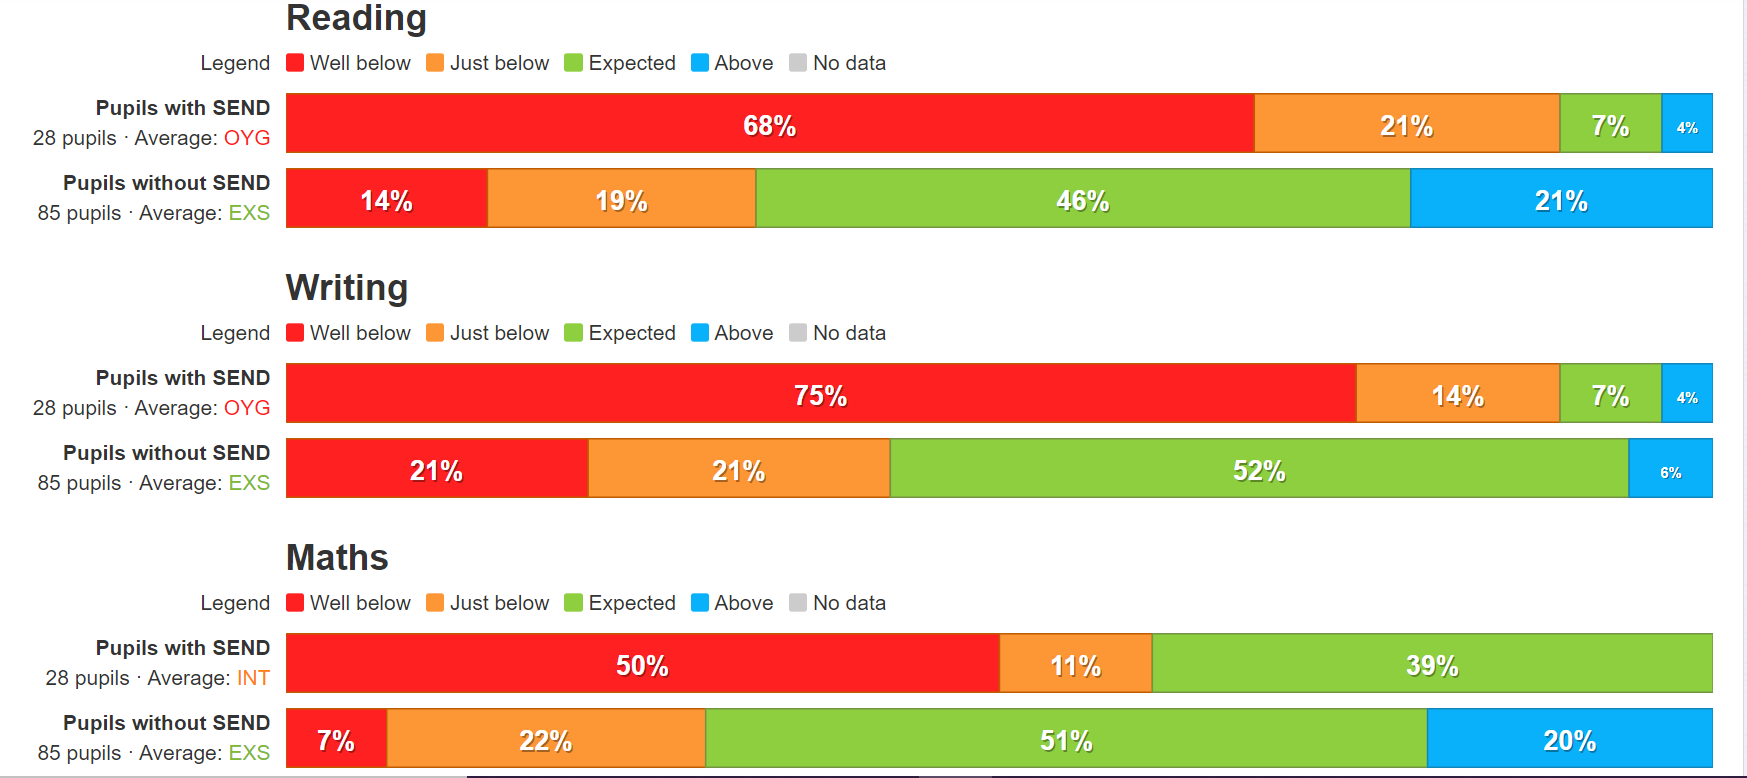 Reading
Legend Well below Just below Expected Above No data
Pupils with SEND
28 pupils · Average: OYG
68% 21% 7% 4%
Pupils without SEND
85 pupils · Average: EXS
14% 19% 46% 21%
Writing
Legend Well below Just below Expected Above No data
Pupils with SEND
28 pupils · Average: OYG
75% 14% 7% 4%
Pupils without SEND
85 pupils · Average: EXS
21% 21% 52% 6%
Maths
Legend Well below Just below Expected Above No data
Pupils with SEND
28 pupils · Average: INT
50% 11% 39%
Pupils without SEND
85 pupils · Average: EXS
7% 22% 51% 20%